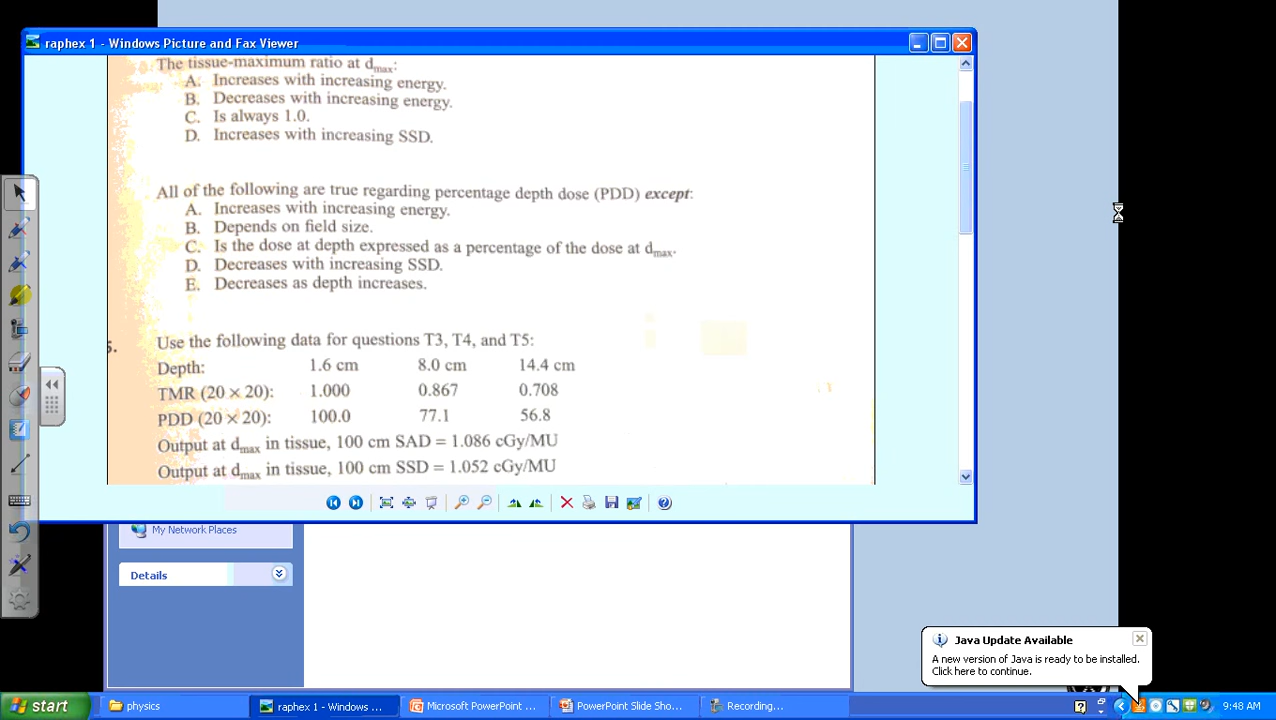 raphex 1 - Windows Picture and Fax Viewer
The tissue-maximum ratio at dmax:
A. Increases with increasing energy.
B. Decreases with increasing energy.
C. Is always 1.0.
D. Increases with increasing SSD.
All of the following are true regarding percentage depth dose (PDD) except:
A. Increases with increasing energy.
B. Depends on field size.
C. Is the dose at depth expressed as a percentage of the dose at dmax.
D. Decreases with increasing SSD.
E. Decreases as depth increases.
Use the following data for questions T3, T4, and T5:
Depth: 1.6 cm 8.0 cm 14.4 cm
TMR (20 × 20): 1.000 0.867 0.708
PDD (20 × 20): 100.0 77.1 56.8
Output at dmax in tissue, 100 cm SAD = 1.086 cGy/MU
Output at dmax in tissue, 100 cm SSD = 1.052 cGy/MU
My Network Places
Details
Java Update Available
A new version of Java is ready to be installed.
Click here to continue.
start physics raphex 1 - Windows ... Microsoft PowerPoint ... PowerPoint Slide Sho... Recording... 9:48 AM